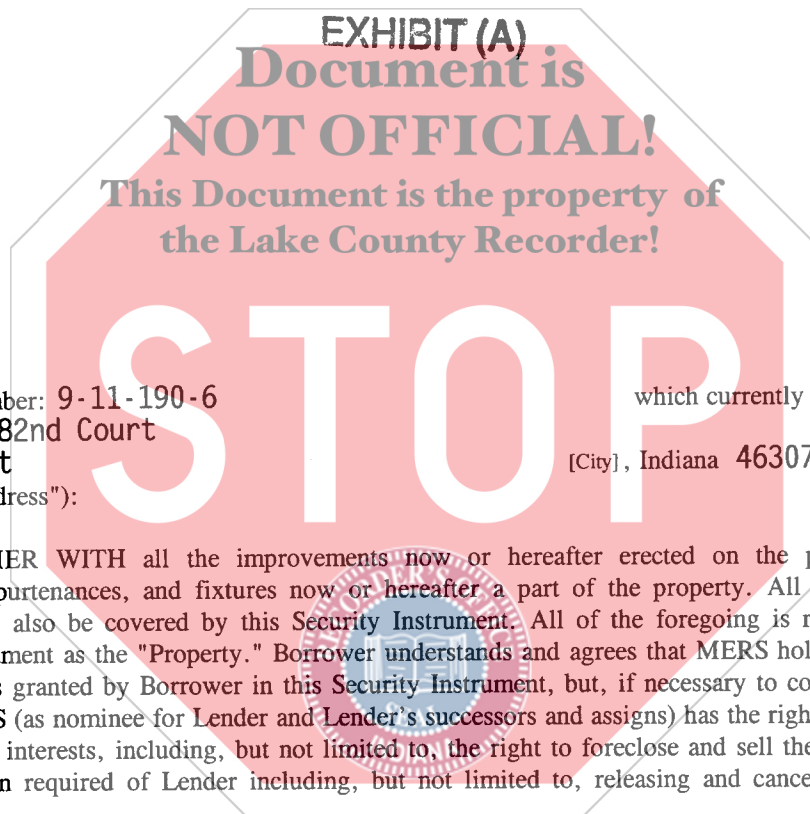 EXHIBIT (A)
Document is
NOT OFFICIAL!
This Document is the property of
the Lake County Recorder!
STOP
ber: 9-11-190-6 which currently
82nd Court
t [City], Indiana 46307
dress"):
IER WITH all the improvements now or hereafter erected on the p
purtenances, and fixtures now or hereafter a part of the property. All
also be covered by this Security Instrument. All of the foregoing is r
ment as the "Property." Borrower understands and agrees that MERS hol
s granted by Borrower in this Security Instrument, but, if necessary to co
S (as nominee for Lender and Lender's successors and assigns) has the righ
interests, including, but not limited to, the right to foreclose and sell the
n required of Lender including, but not limited to, releasing and cance